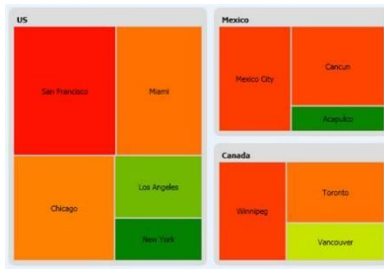 US
San Francisco
Miami
Chicago
Los Angeles
New York
Mexico
Mexico City
Cancun
Acapulco
Canada
Winnipeg
Toronto
Vancouver